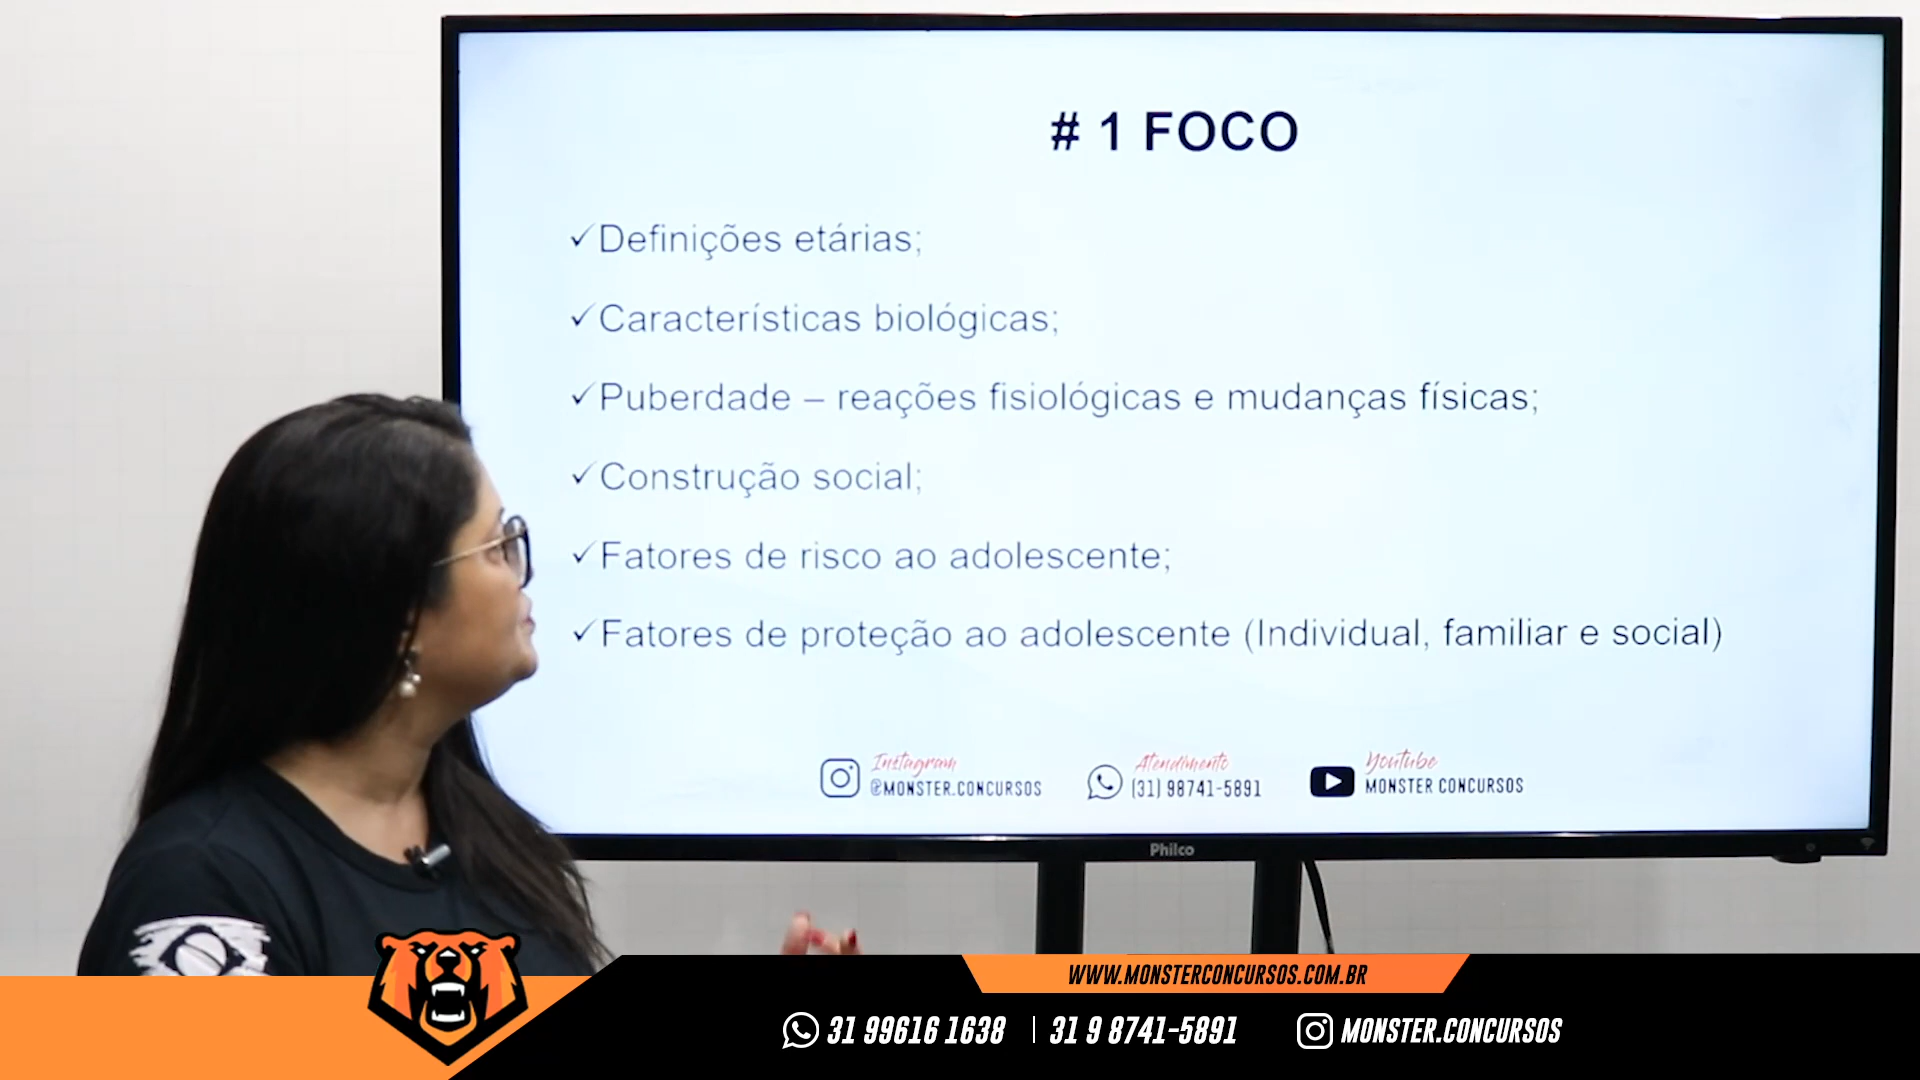 # 1 FOCO
✓Definições etárias;
✓Características biológicas;
✓Puberdade – reações fisiológicas e mudanças físicas;
✓Construção social;
✓Fatores de risco ao adolescente;
✓Fatores de proteção ao adolescente (Individual, familiar e social)
Instagram
@MONSTER.CONCURSOS
Atendimento
(31) 98741-5891
Youtube
MONSTER CONCURSOS
Philco
WWW.MONSTERCONCURSOS.COM.BR
31 99616 1638 | 31 9 8741-5891 MONSTER.CONCURSOS